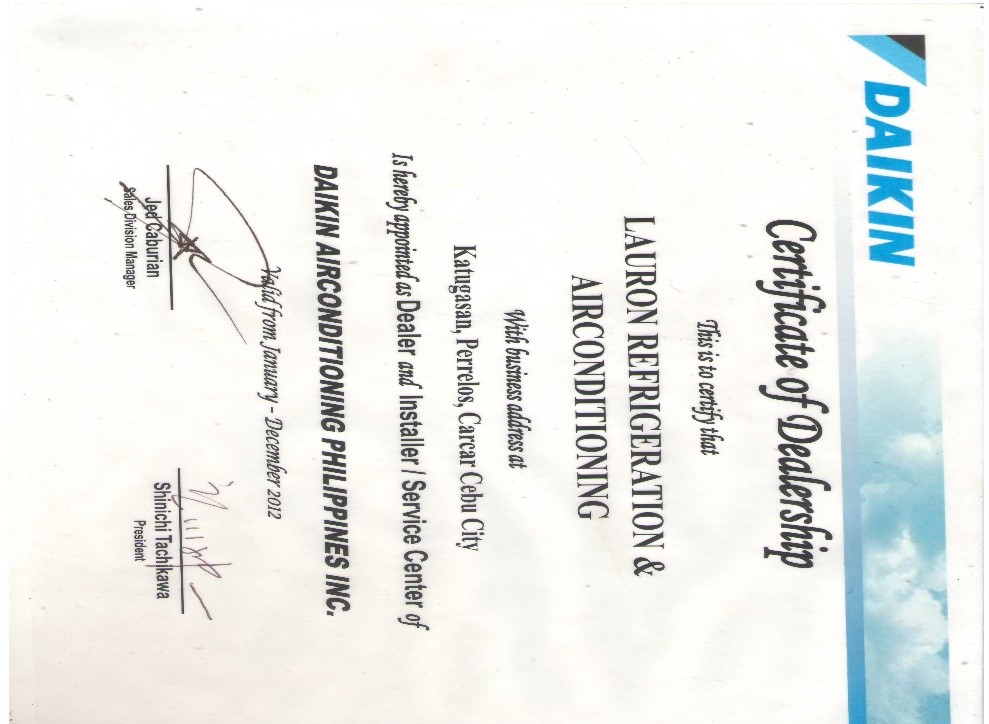 DAIKIN
Certificate of Dealership
This is to certify that
LAURON REFRIGERATION &
AIRCONDITIONING
With business address at
Katugasan, Perrelos, Carcar Cebu City
Is hereby appointed as Dealer and Installer / Service Center of
DAIKIN AIRCONDITIONING PHILIPPINES INC.
Valid from January - December 2012
Jed Caburian
Sales Division Manager
Shinichi Tachikawa
President